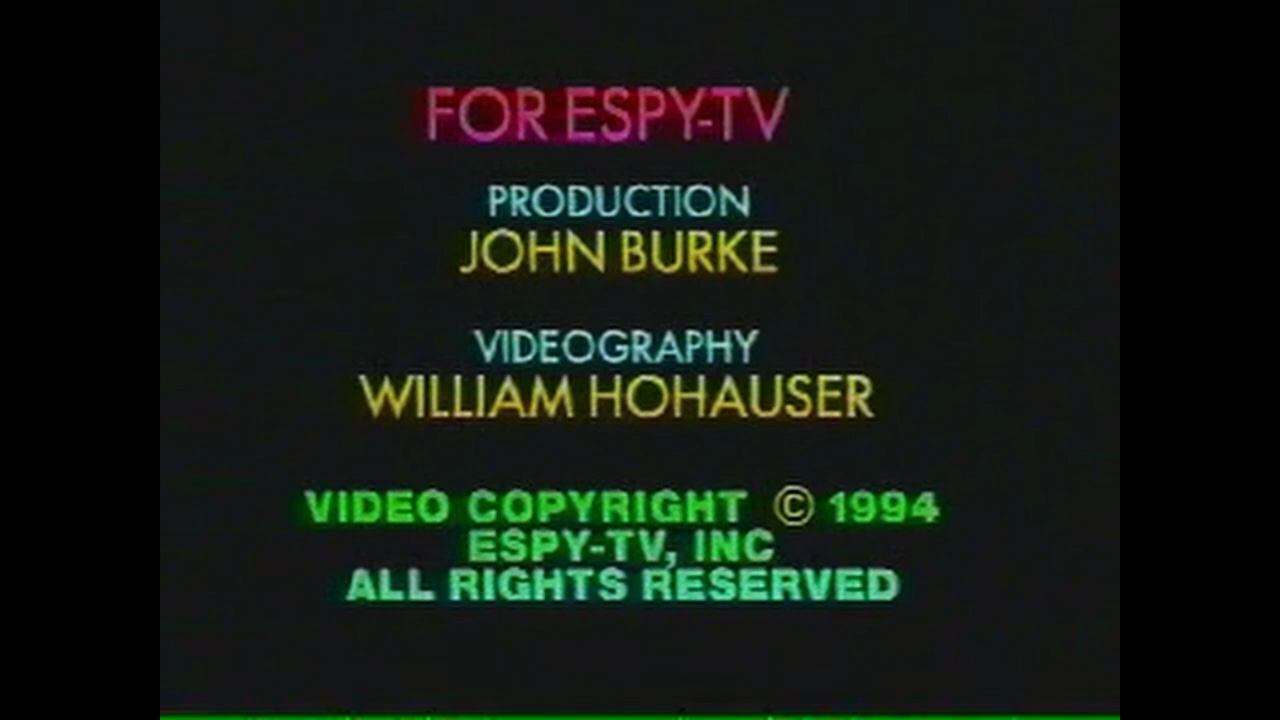 FOR ESPY-TV
PRODUCTION
JOHN BURKE
VIDEOGRAPHY
WILLIAM HOHAUSER
VIDEO COPYRIGHT © 1994
ESPY-TV, INC
ALL RIGHTS RESERVED